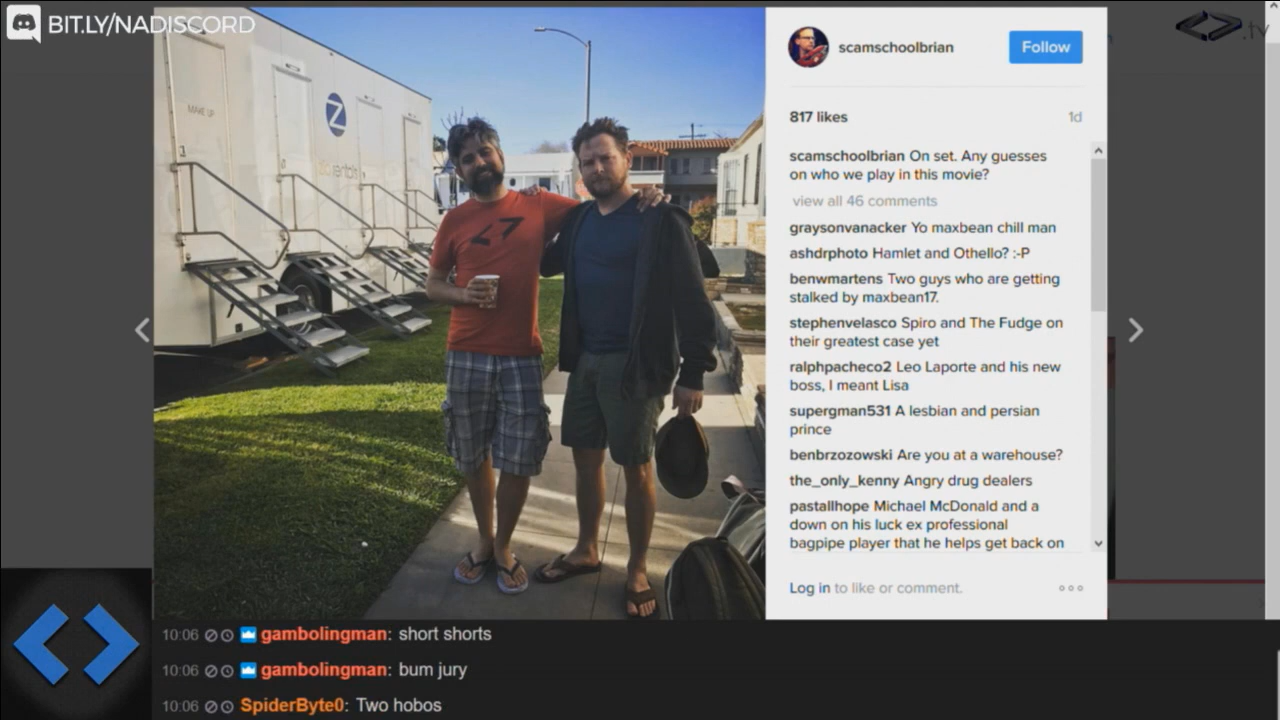 BIT.LY/NADISCORD
.tv
MAKE UP
Z
scamschoolbrian
Follow
817 likes
1d
scamschoolbrian On set. Any guesses
on who we play in this movie?
view all 46 comments
graysonvanacker Yo maxbean chill man
ashdrphoto Hamlet and Othello? :-P
benwmartens Two guys who are getting
stalked by maxbean17.
stephenvelasco Spiro and The Fudge on
their greatest case yet
ralphpacheco2 Leo Laporte and his new
boss, I meant Lisa
supergman531 A lesbian and persian
prince
benbrzozowski Are you at a warehouse?
the_only_kenny Angry drug dealers
pastallhope Michael McDonald and a
down on his luck ex professional
bagpipe player that he helps get back on
Log in to like or comment.
10:06 gambolingman: short shorts
10:06 gambolingman: bum jury
10:06 SpiderByte0: Two hobos